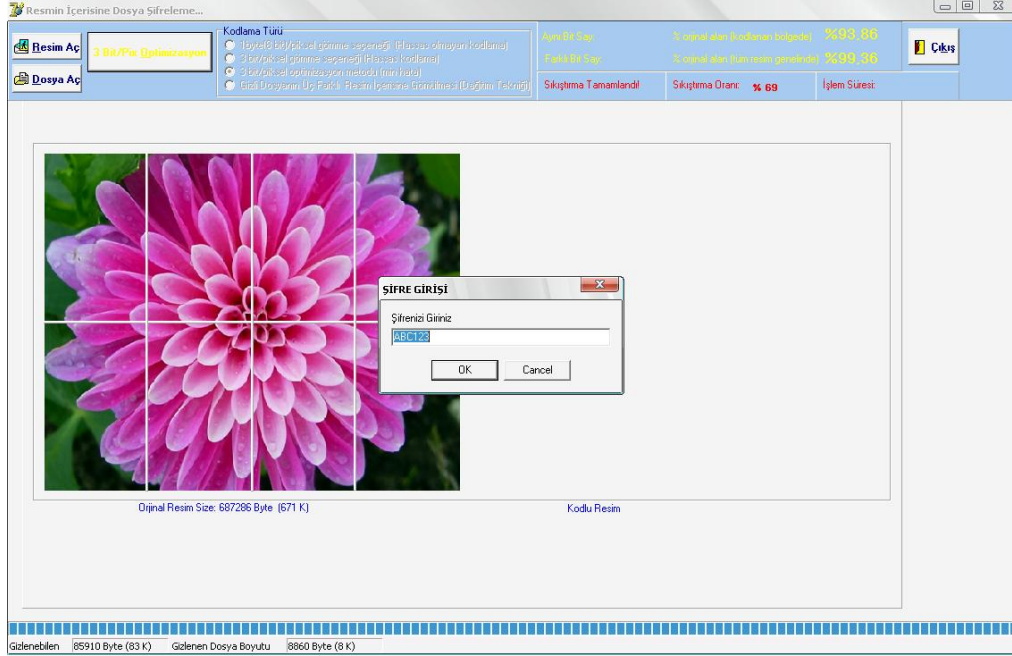 Resmin İçerisine Dosya Şifreleme...
Resim Aç
Dosya Aç
3 Bit/Pix Optimizasyon
Kodlama Türü
1byte(8 bit)/piksel gömme seçeneği (Hassas olmayan kodlama)
3 bit/piksel gömme seçeneği(Hassas kodlama)
3 bit/piksel optimizasyon metodu (min hata)
Gizli Dosyanın Üç Farklı Resim İçerisine Gömülmesi (Dağıtım Tekniği)
Aynı Bit Say:
% orjinal alan (kodlanan bölgede) %93,86
Farklı Bit Say:
% orjinal alan (tüm resim genelinde) %99,36
Sıkıştırma Tamamlandı!
Sıkıştırma Oranı: % 69
İşlem Süresi:
Çıkış
ŞİFRE GİRİŞİ
Şifrenizi Giriniz
ABC123
OK
Cancel
Orjinal Resim Size: 687286 Byte (671 K)
Kodlu Resim
Gizlenebilen 85910 Byte (83 K) Gizlenen Dosya Boyutu 8860 Byte (8 K)